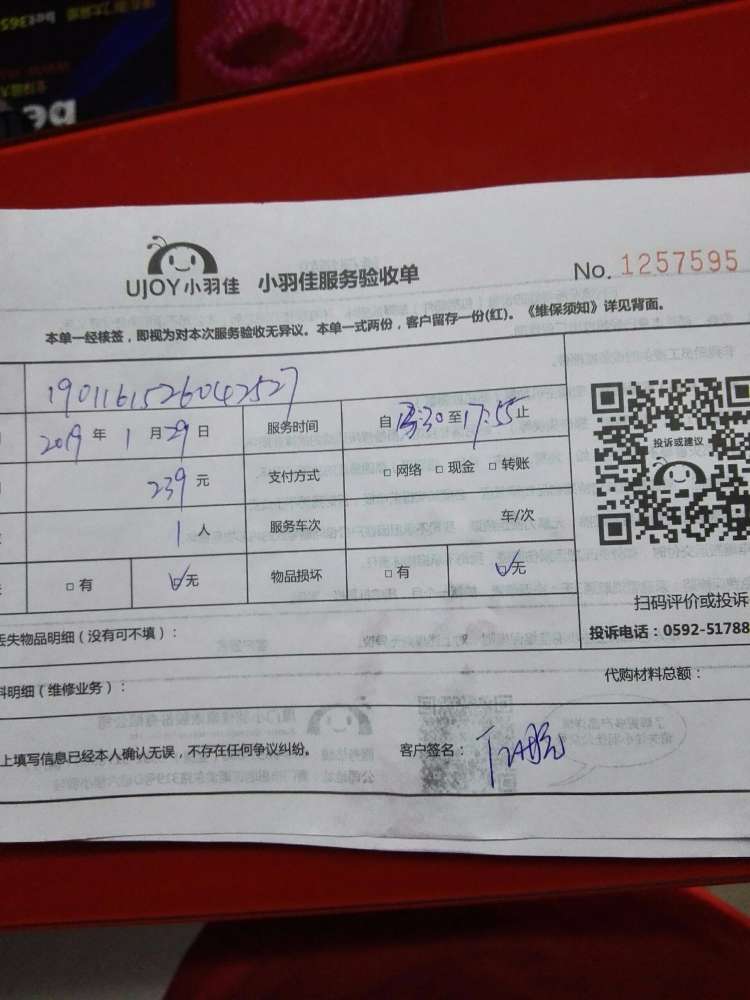 bet365
be
UJOY小羽佳 小羽佳服务验收单 No. 1257595
本单一经核签，即视为对本次服务验收无异议。本单一式两份，客户留存一份(红)。《维保须知》详见背面。
1901161526042527
2019 年 1 月 29 日 服务时间 自 :30 至 17:55 止
239 元 支付方式 □ 网络 □ 现金 □ 转账
1 人 服务车次 车/次
□ 有 ☑ 无 物品损坏 □ 有 ☑ 无
投诉或建议
扫码评价或投诉
投诉电话：0592-51788
丢失物品明细（没有可不填）：
料明细（维修业务）： 代购材料总额：
上填写信息已经本人确认无误，不存在任何争议纠纷。 客户签名：